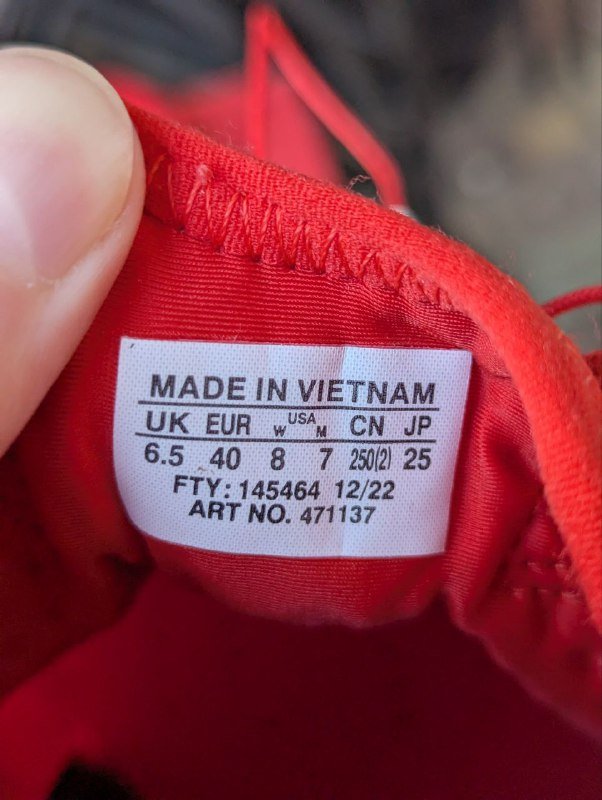 MADE IN VIETNAM
UK EUR W USA M CN JP
6.5 40 8 7 250(2) 25
FTY: 145464 12/22
ART NO. 471137